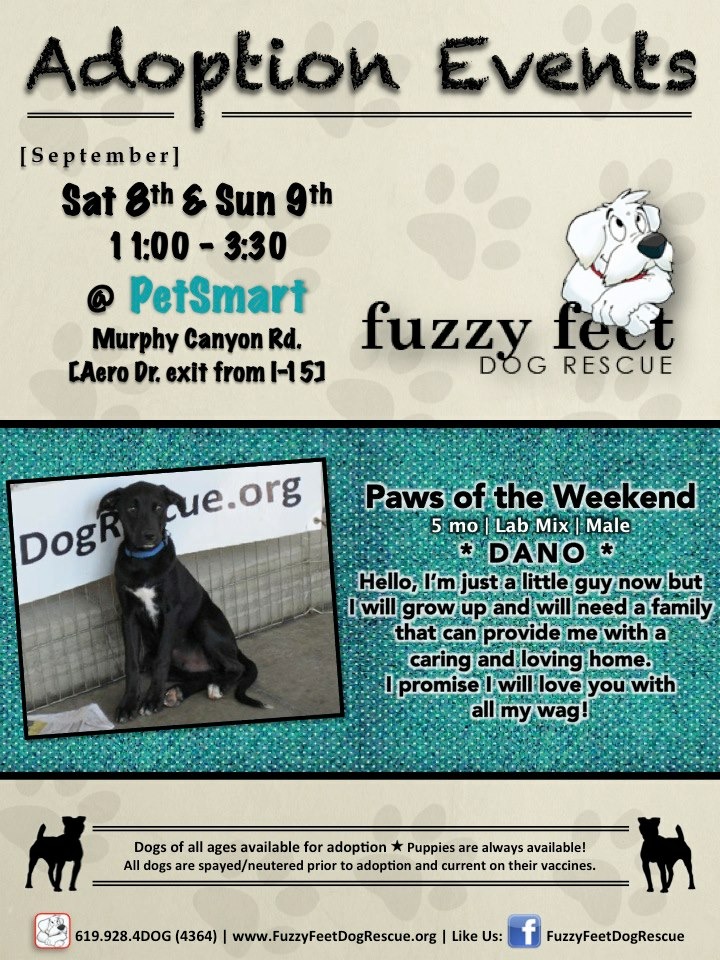 Adoption Events
[September]
Sat 8th & Sun 9th
11:00 - 3:30
@ PetSmart
Murphy Canyon Rd.
[Aero Dr. exit from I-15]
fuzzy feet
DOG RESCUE
DogRescue.org
Paws of the Weekend
5 mo | Lab Mix | Male
* DANO *
Hello, I'm just a little guy now but
I will grow up and will need a family
that can provide me with a
caring and loving home.
I promise I will love you with
all my wag!
Dogs of all ages available for adoption ★ Puppies are always available!
All dogs are spayed/neutered prior to adoption and current on their vaccines.
619.928.4DOG (4364) | www.FuzzyFeetDogRescue.org | Like Us: f FuzzyFeetDogRescue